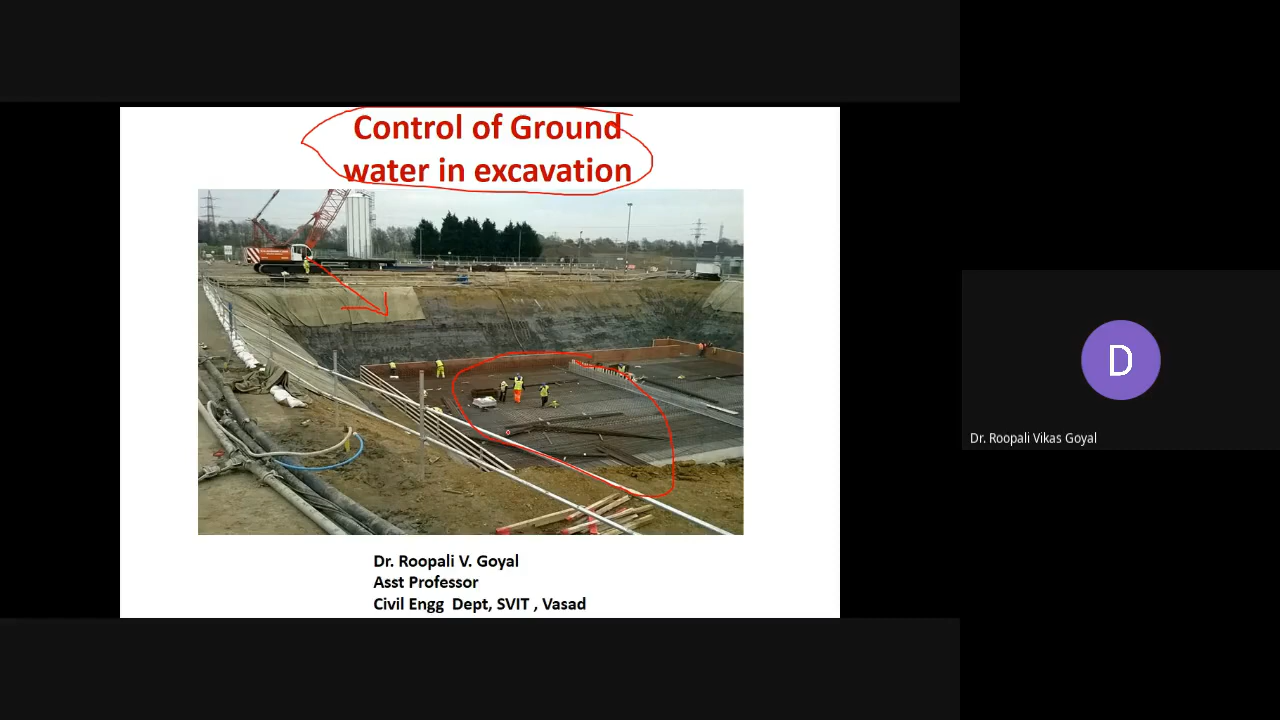 Control of Ground
water in excavation
Dr. Roopali V. Goyal
Asst Professor
Civil Engg Dept, SVIT , Vasad
D
Dr. Roopali Vikas Goyal